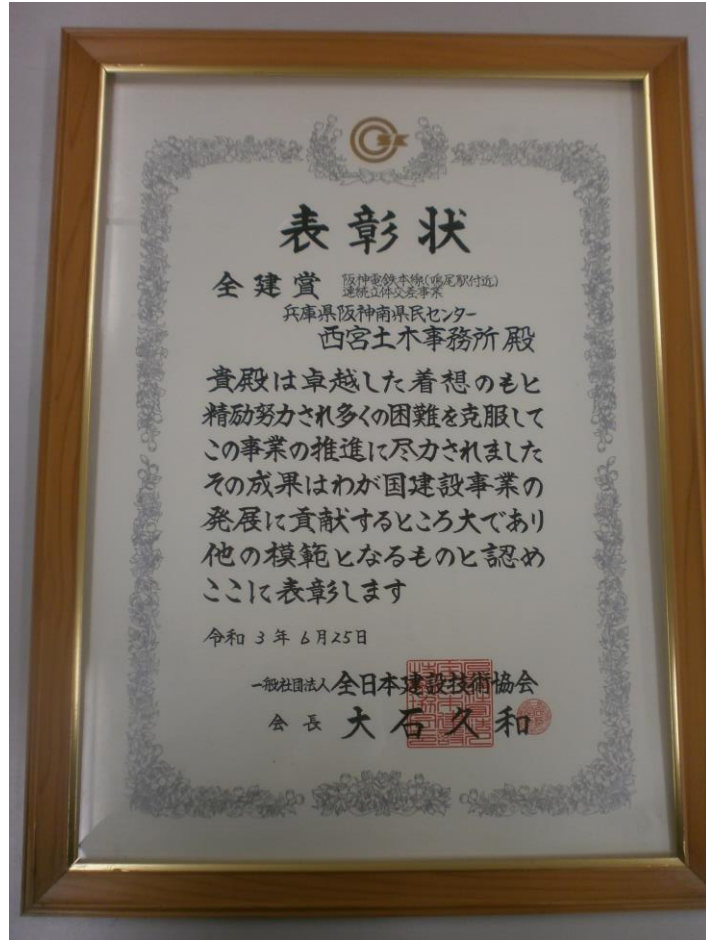 表彰状
全建賞 阪神電鉄本線(鳴尾駅付近)
連続立体交差事業
兵庫県阪神南県民センター
西宮土木事務所 殿
貴殿は卓越した着想のもと
精励努力され多くの困難を克服して
この事業の推進に尽力されました
その成果はわが国建設事業の
発展に貢献するところ大であり
他の模範となるものと認め
ここに表彰します
令和3年6月25日
一般社団法人全日本建設技術協会
会長 大石久和